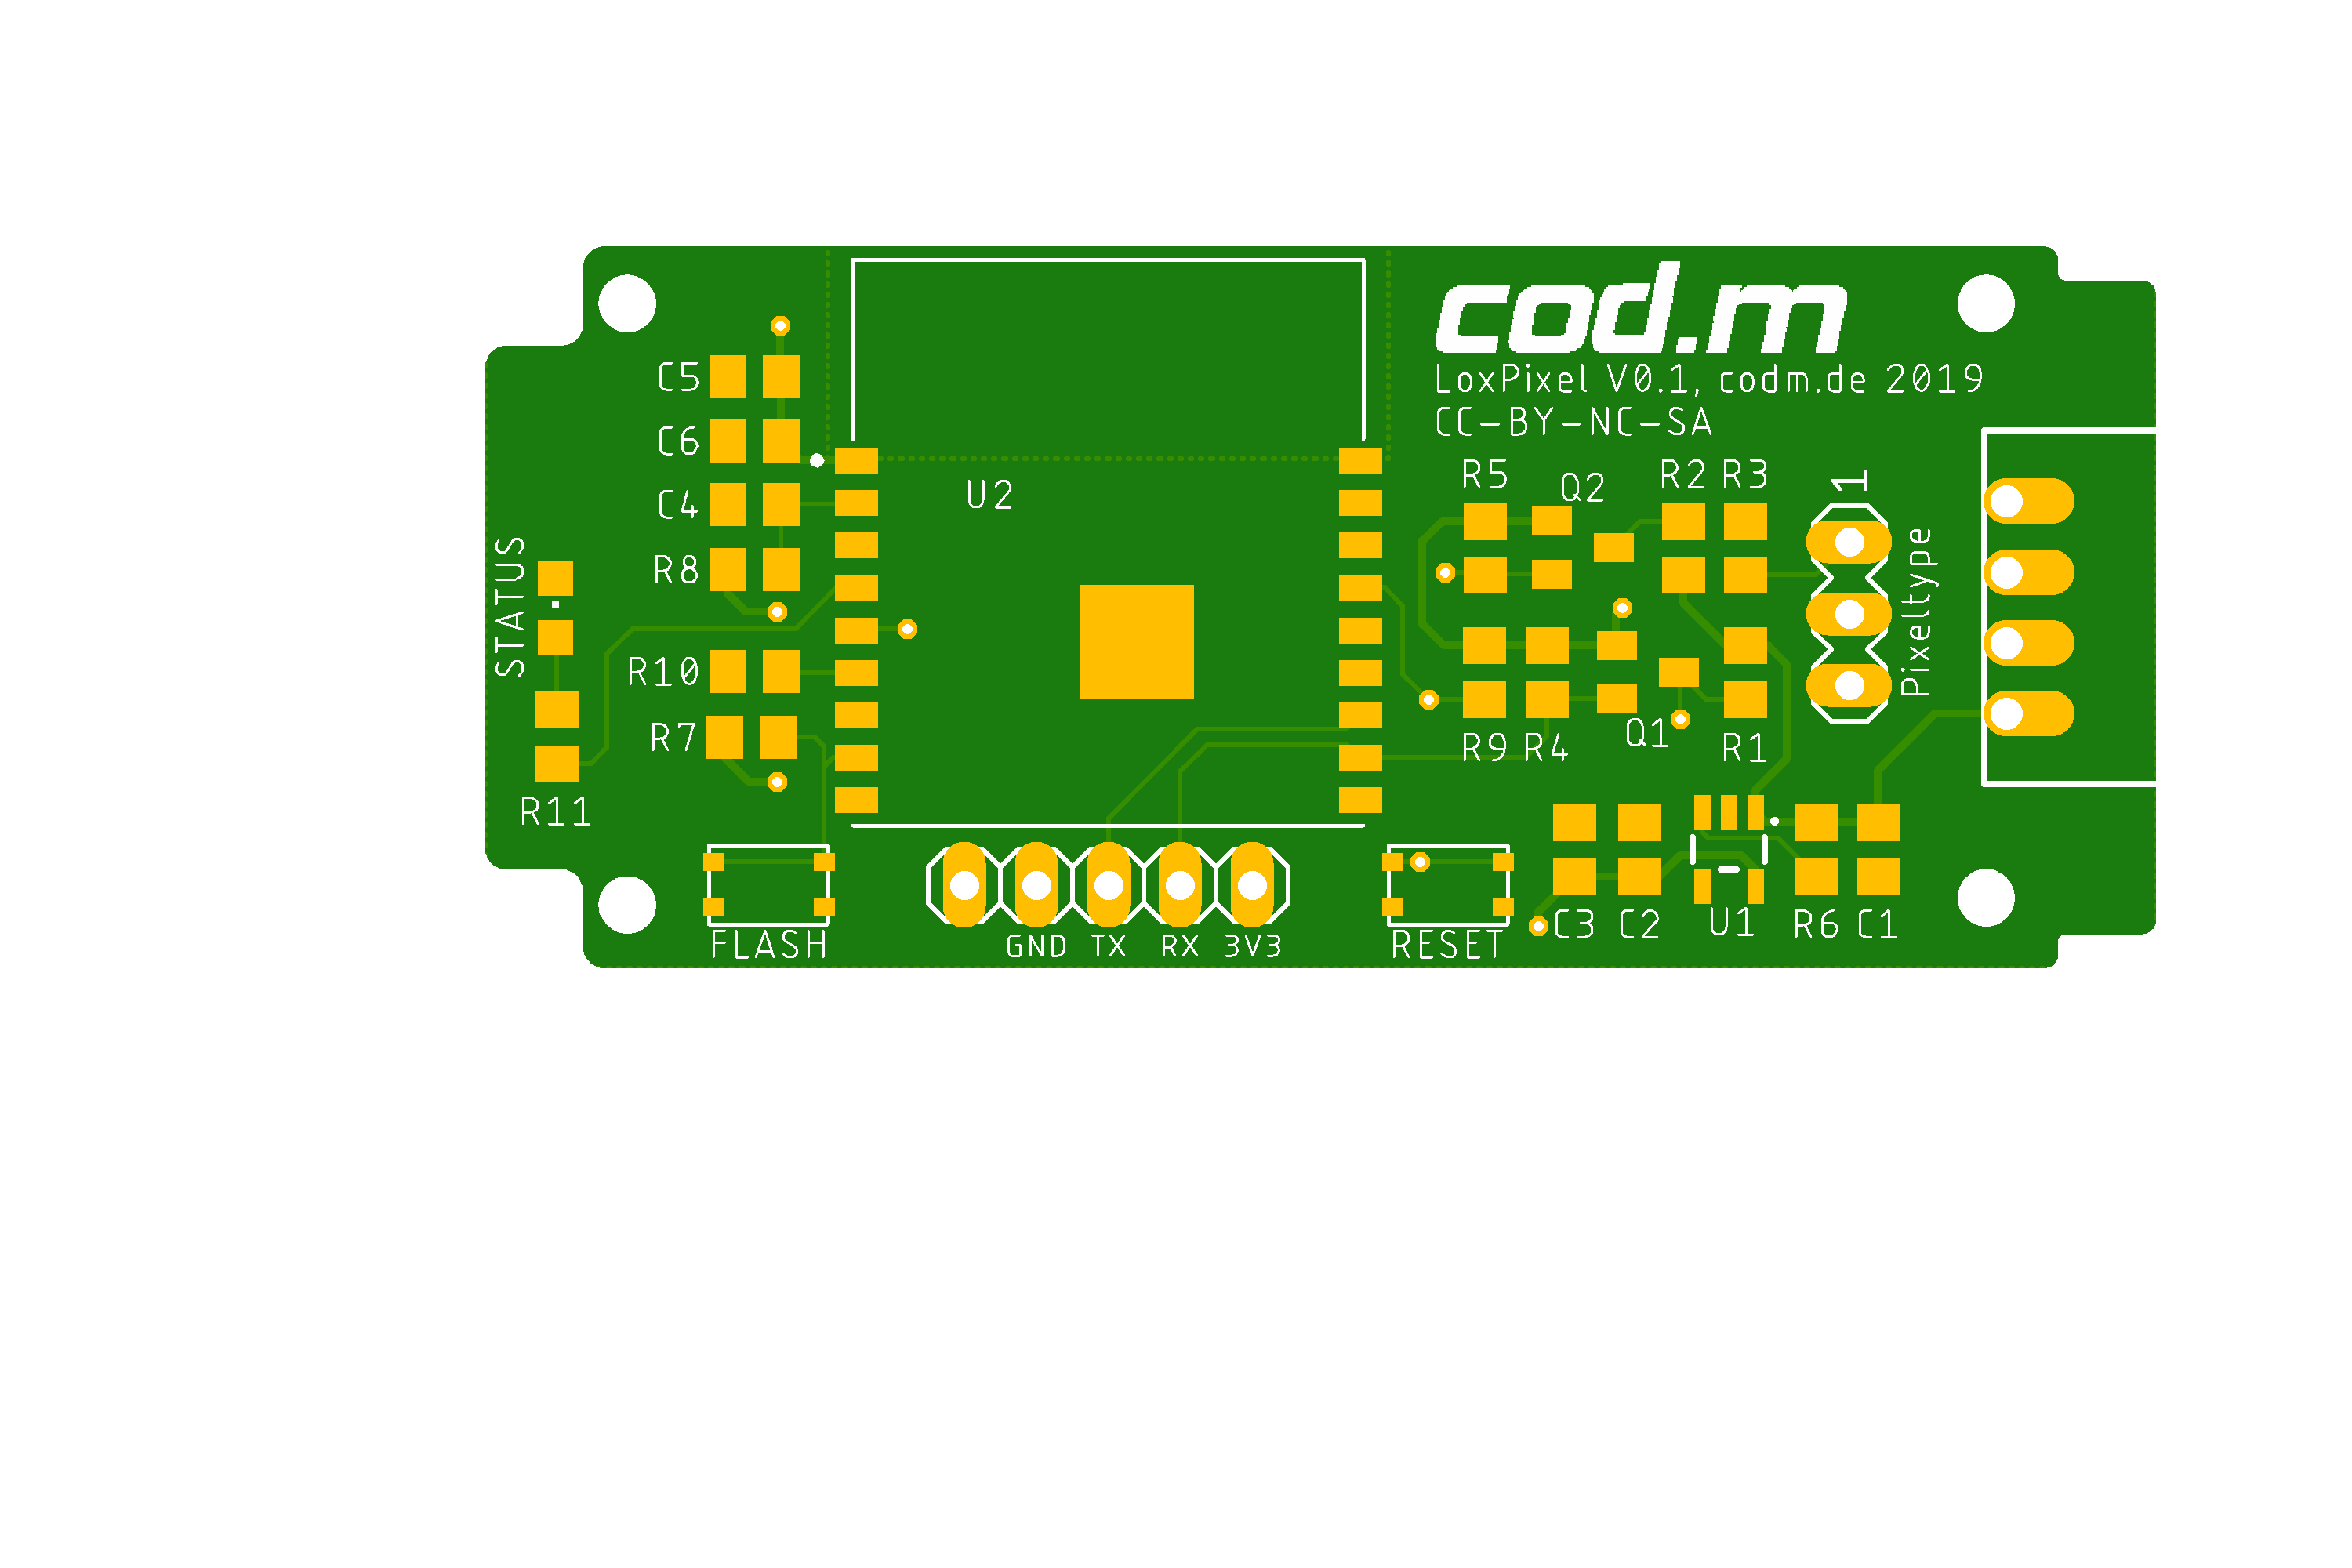 cod.m
LoxPixel V0.1, codm.de 2019
CC-BY-NC-SA
C5
C6
C4
R8
R10
R7
STATUS
R11
U2
R5
Q2
R2
R3
1
Pixeltype
R9
R4
Q1
R1
C3
C2
U1
R6
C1
FLASH
GND TX RX 3V3
RESET